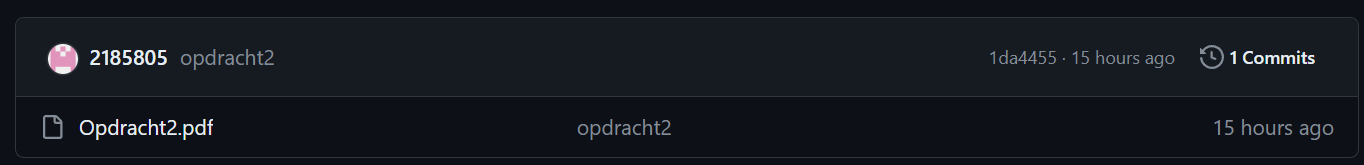 2185805 opdracht2 1da4455 · 15 hours ago 1 Commits
Opdracht2.pdf opdracht2 15 hours ago